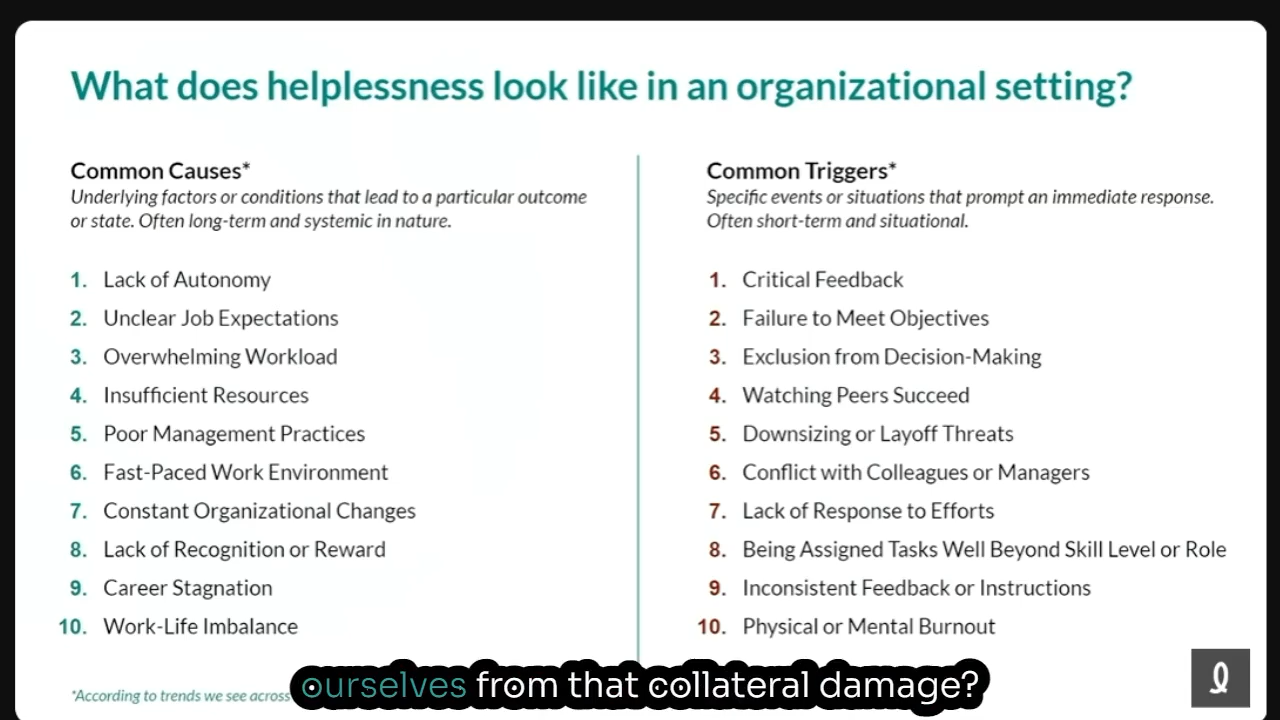 What does helplessness look like in an organizational setting?
Common Causes*
Underlying factors or conditions that lead to a particular outcome
or state. Often long-term and systemic in nature.
1. Lack of Autonomy
2. Unclear Job Expectations
3. Overwhelming Workload
4. Insufficient Resources
5. Poor Management Practices
6. Fast-Paced Work Environment
7. Constant Organizational Changes
8. Lack of Recognition or Reward
9. Career Stagnation
10. Work-Life Imbalance
Common Triggers*
Specific events or situations that prompt an immediate response.
Often short-term and situational.
1. Critical Feedback
2. Failure to Meet Objectives
3. Exclusion from Decision-Making
4. Watching Peers Succeed
5. Downsizing or Layoff Threats
6. Conflict with Colleagues or Managers
7. Lack of Response to Efforts
8. Being Assigned Tasks Well Beyond Skill Level or Role
9. Inconsistent Feedback or Instructions
10. Physical or Mental Burnout
*According to trends we see across
ourselves from that collateral damage?